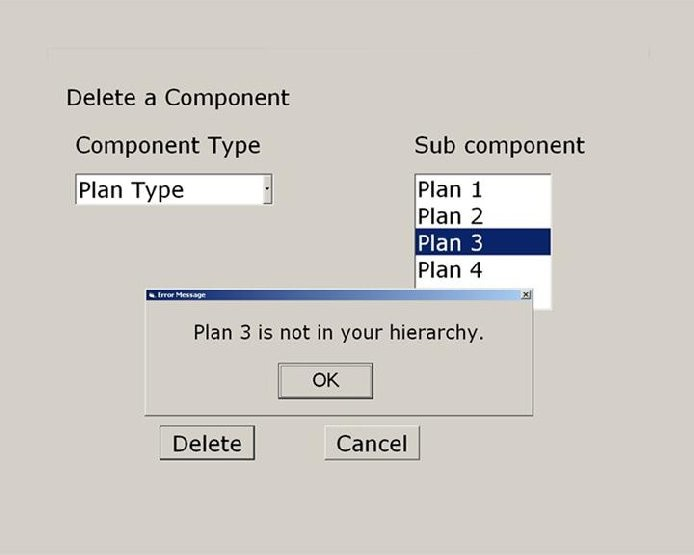 Delete a Component
Component Type
Sub component
Plan Type
Plan 1
Plan 2
Plan 3
Plan 4
Error Message
Plan 3 is not in your hierarchy.
OK
Delete
Cancel